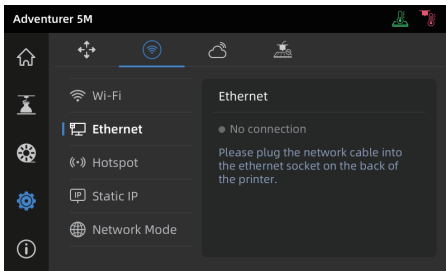 Adventurer 5M
Wi-Fi
Ethernet
Hotspot
IP Static IP
Network Mode
Ethernet
No connection
Please plug the network cable into
the ethernet socket on the back of
the printer.